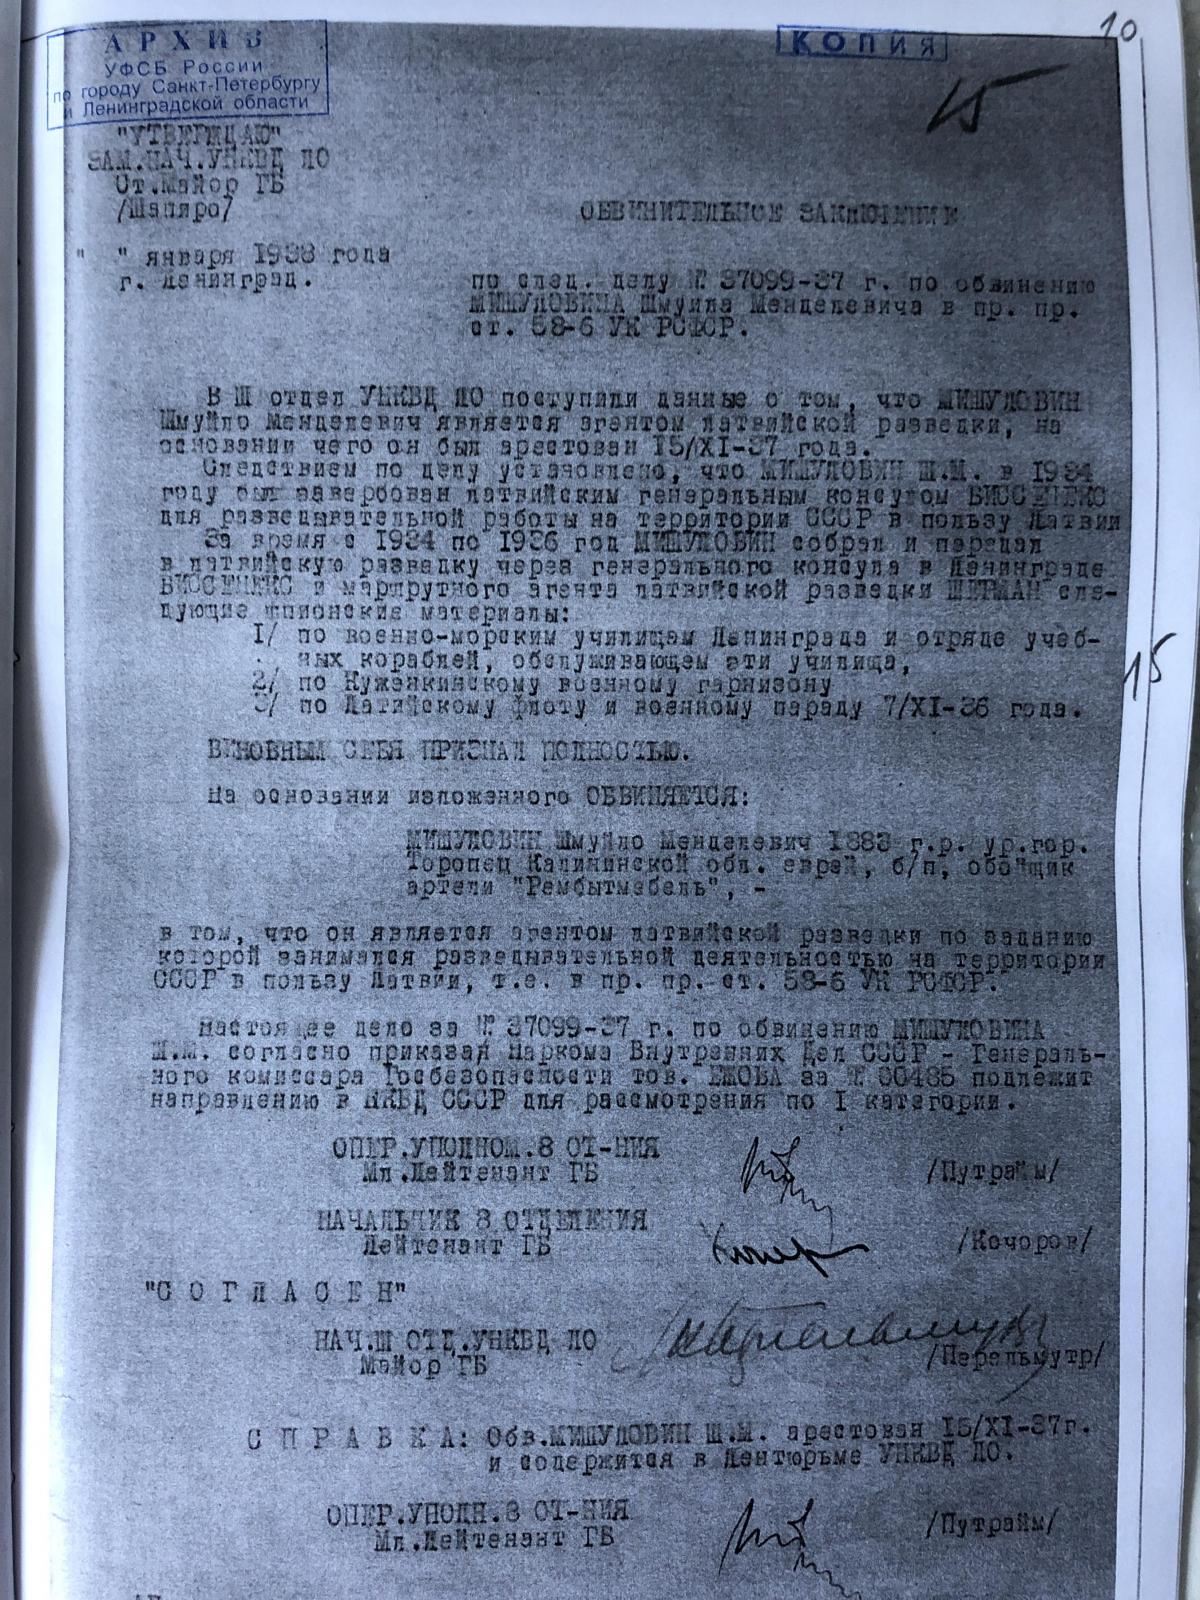 10
АРХИВ
УФСБ России
по городу Санкт-Петербургу
и Ленинградской области
КОПИЯ
15
"УТВЕРЖДАЮ"
ЗАМ.НАЧ.УНКВД ЛО
Ст.Майор ГБ
/Шапиро/
ОБВИНИТЕЛЬНОЕ ЗАКЛЮЧЕНИЕ
" " января 1938 года
г. Ленинград.
по след. делу № 37099-37 г. по обвинению
МИШУЛОВИНА Шмуйла Менделевича в пр. пр.
ст. 58-6 УК РСФСР.
В Ш отдел УНКВД ЛО поступили данные о том, что МИШУЛОВИН
Шмуйло Менделевич является агентом латвийской разведки, на
основании чего он был арестован 15/XI-37 года.
Следствием по делу установлено, что МИШУЛОВИН Ш.М. в 1934
году был завербован латвийским генеральным консулом БИССЕНЕКС
для разведывательной работы на территории СССР в пользу Латвии
За время с 1934 по 1936 год МИШУЛОВИН собрал и передал
в латвийскую разведку через генерального консула в Ленинграде
БИССЕНЕКС и маршрутного агента латвийской разведки ШЕРМАН сле-
дующие шпионские материалы:
1/ по военно-морским училищам Ленинграда и отряде учеб-
ных кораблей, обслуживающем эти училища,
2/ по Куженкинскому военному гарнизону
3/ по Латийскому флоту и военному параду 7/XI-36 года.
15
ВИНОВНЫМ СЕБЯ ПРИЗНАЛ ПОЛНОСТЬЮ.
На основании изложенного ОБВИНЯЕТСЯ:
МИШУЛОВИН Шмуйло Менделевич 1883 г.р. ур.гор.
Торопец Калининской обл. еврей, б/п, обойщик
артели "Рембытмебель", -
в том, что он является агентом латвийской разведки по заданию
которой занимался разведывательной деятельностью на территории
СССР в пользу Латвии, т.е. в пр. пр. ст. 58-6 УК РСФСР.
Настоящее дело за № 37099-37 г. по обвинению МИШУЛОВИНА
Ш.М. согласно приказал Наркома Внутренних Дел СССР - Генераль-
ного комиссара Госбезопасности тов. ЕЖОВА за № 00485 подлежит
направлению в НКВД СССР для рассмотрения по I категории.
ОПЕР.УПОЛНОМ.8 ОТ-НИЯ
Мл.Лейтенант ГБ /Путрайм/
НАЧАЛЬЧИК 8 ОТДЕЛЕНИЯ
Лейтенант ГБ /Кочоров/
"СОГЛАСЕН"
НАЧ.Ш ОТД.УНКВД ЛО
Майор ГБ /Перельмутр/
СПРАВКА: Обв.МИШУЛОВИН Ш.М. арестован 15/XI-37г.
и содержится в Лентюрьме УНКВД ЛО.
ОПЕР.УПОЛН.8 ОТ-НИЯ
Мл.Лейтенант ГБ /Путрайм/